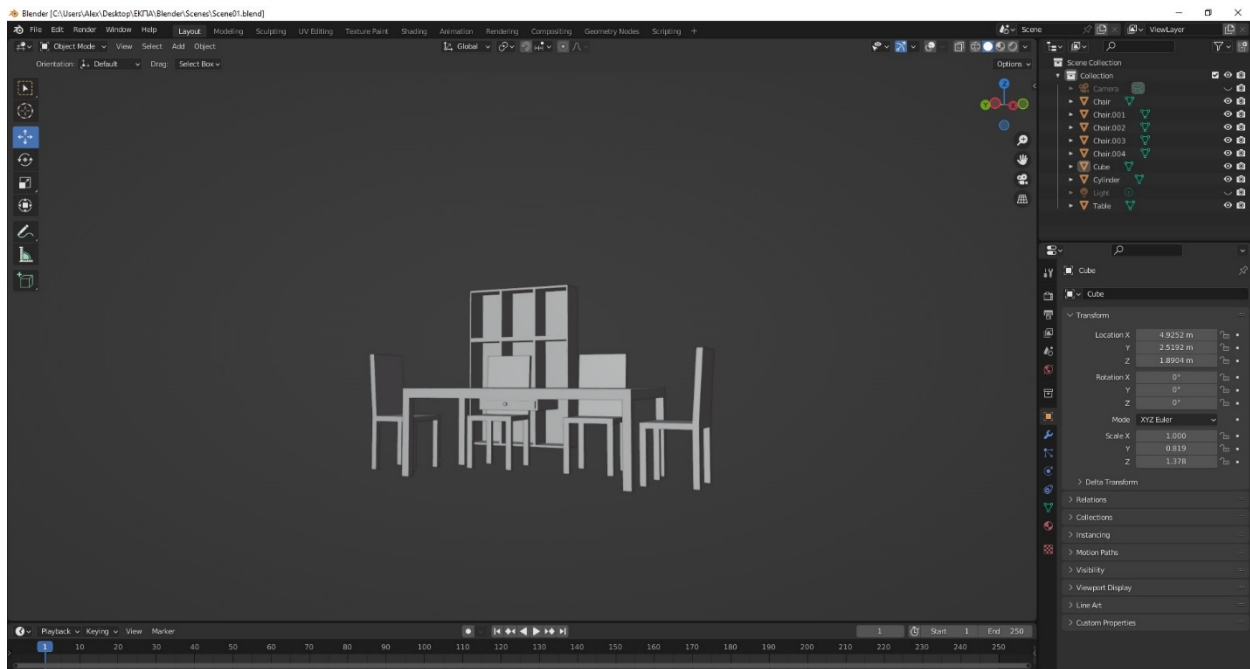 Blender [C:\Users\Alex\Desktop\ΕΚΠΑ\Blender\Scenes\Scene01.blend]
File Edit Render Window Help Layout Modeling Sculpting UV Editing Texture Paint Shading Animation Rendering Compositing Geometry Nodes Scripting + Scene ViewLayer
Object Mode View Select Add Object Global
Orientation: Default Drag: Select Box Options
Scene Collection
Collection
Camera
Chair
Chair.001
Chair.002
Chair.003
Chair.004
Cube
Cylinder
Light
Table
Z
Y X
Cube
Cube
Transform
Location X 4.9252 m
Y 2.5192 m
Z 1.8904 m
Rotation X 0°
Y 0°
Z 0°
Mode XYZ Euler
Scale X 1.000
Y 0.819
Z 1.378
Delta Transform
Relations
Collections
Instancing
Motion Paths
Visibility
Viewport Display
Line Art
Custom Properties
Playback Keying View Marker 1 Start 1 End 250
1 10 20 30 40 50 60 70 80 90 100 110 120 130 140 150 160 170 180 190 200 210 220 230 240 250